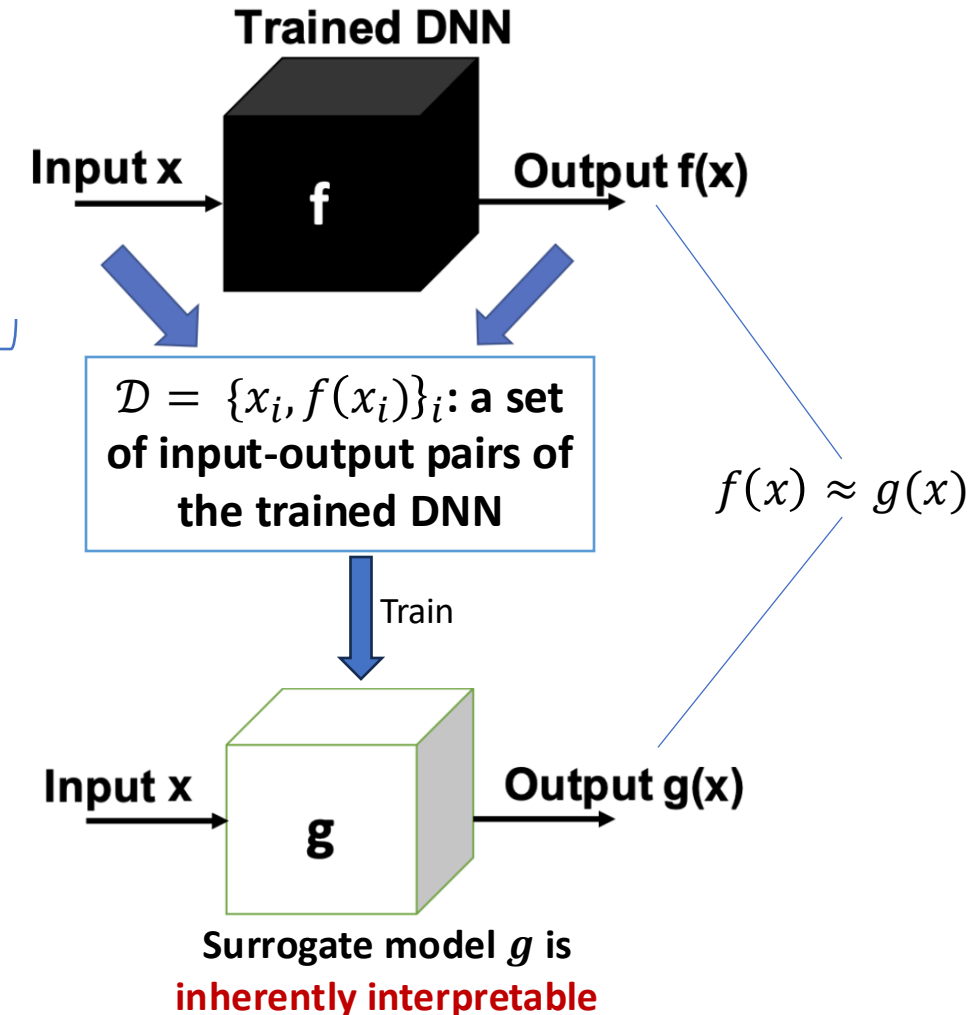 Trained DNN
Input x
f
Output f(x)
𝒟 = {xᵢ, f(xᵢ)}ᵢ: a set
of input-output pairs of
the trained DNN
f(x) ≈ g(x)
Train
Input x
g
Output g(x)
Surrogate model g is
inherently interpretable